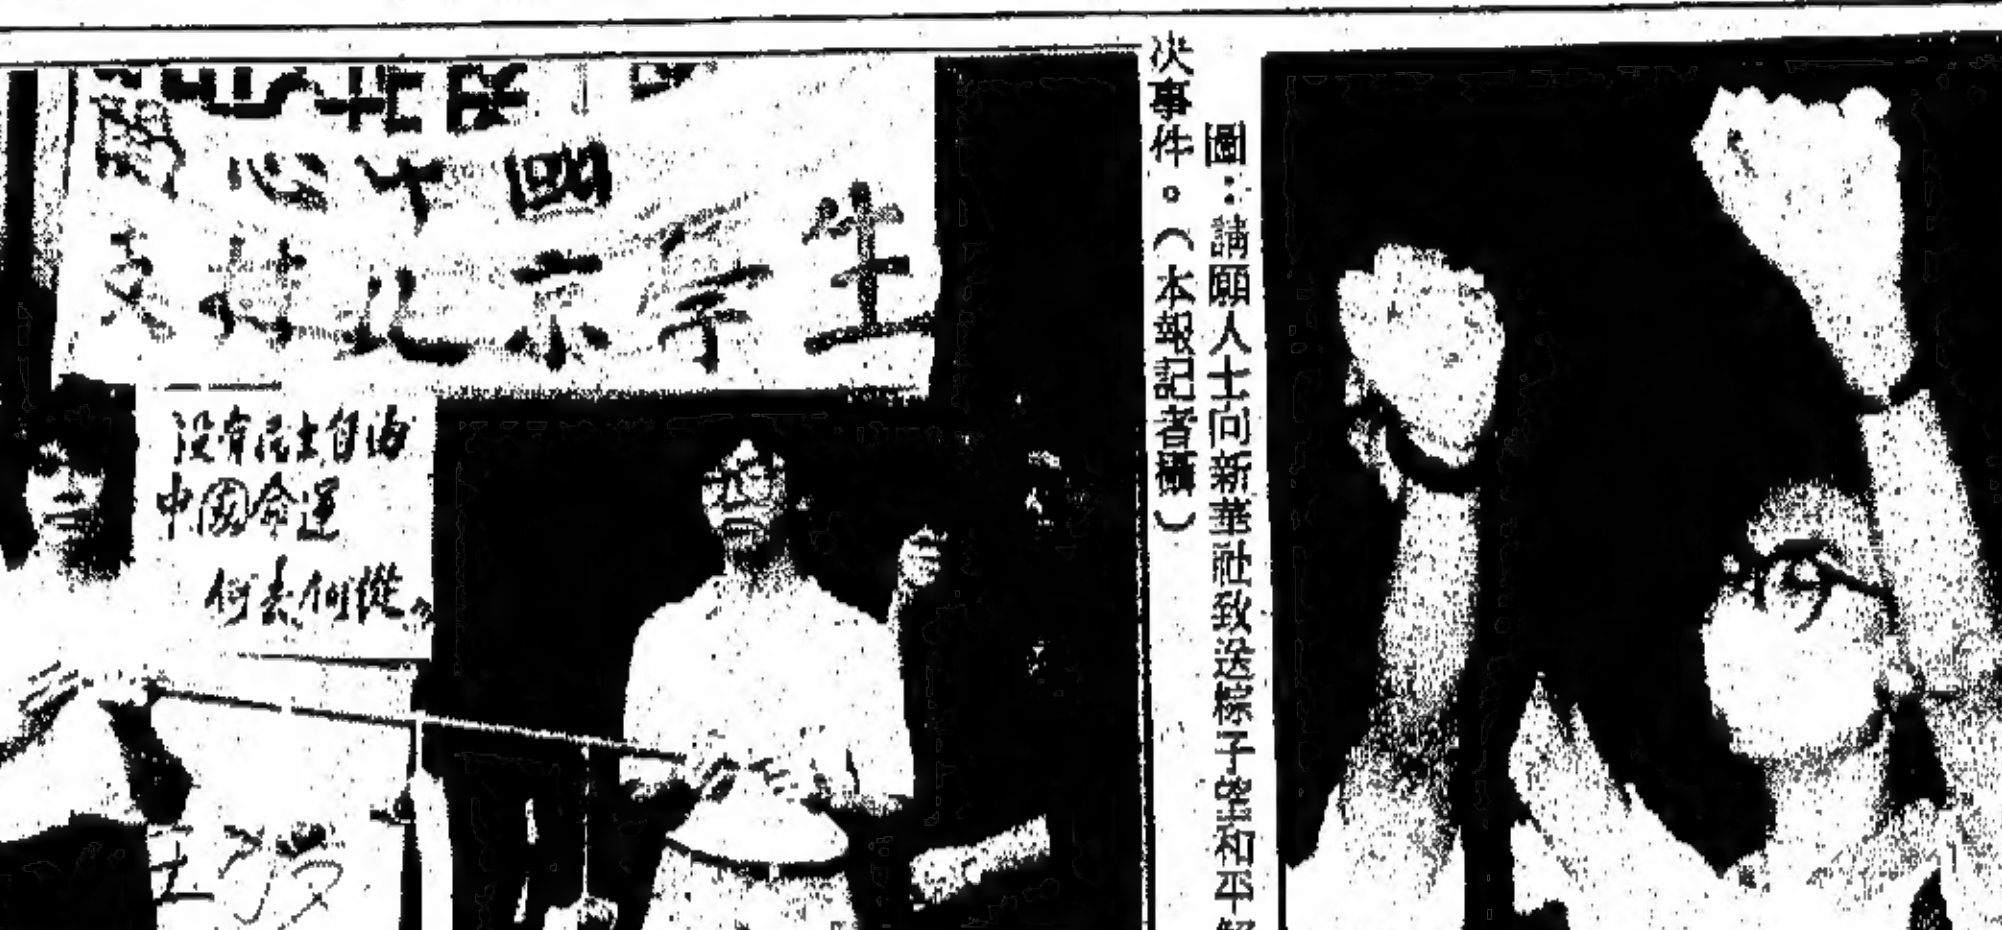 關心中國
支持北京學生
没有民主自由
中國命運
何去何從
圖：請願人士向新華社致送粽子望和平解
決事件。（本報記者攝）